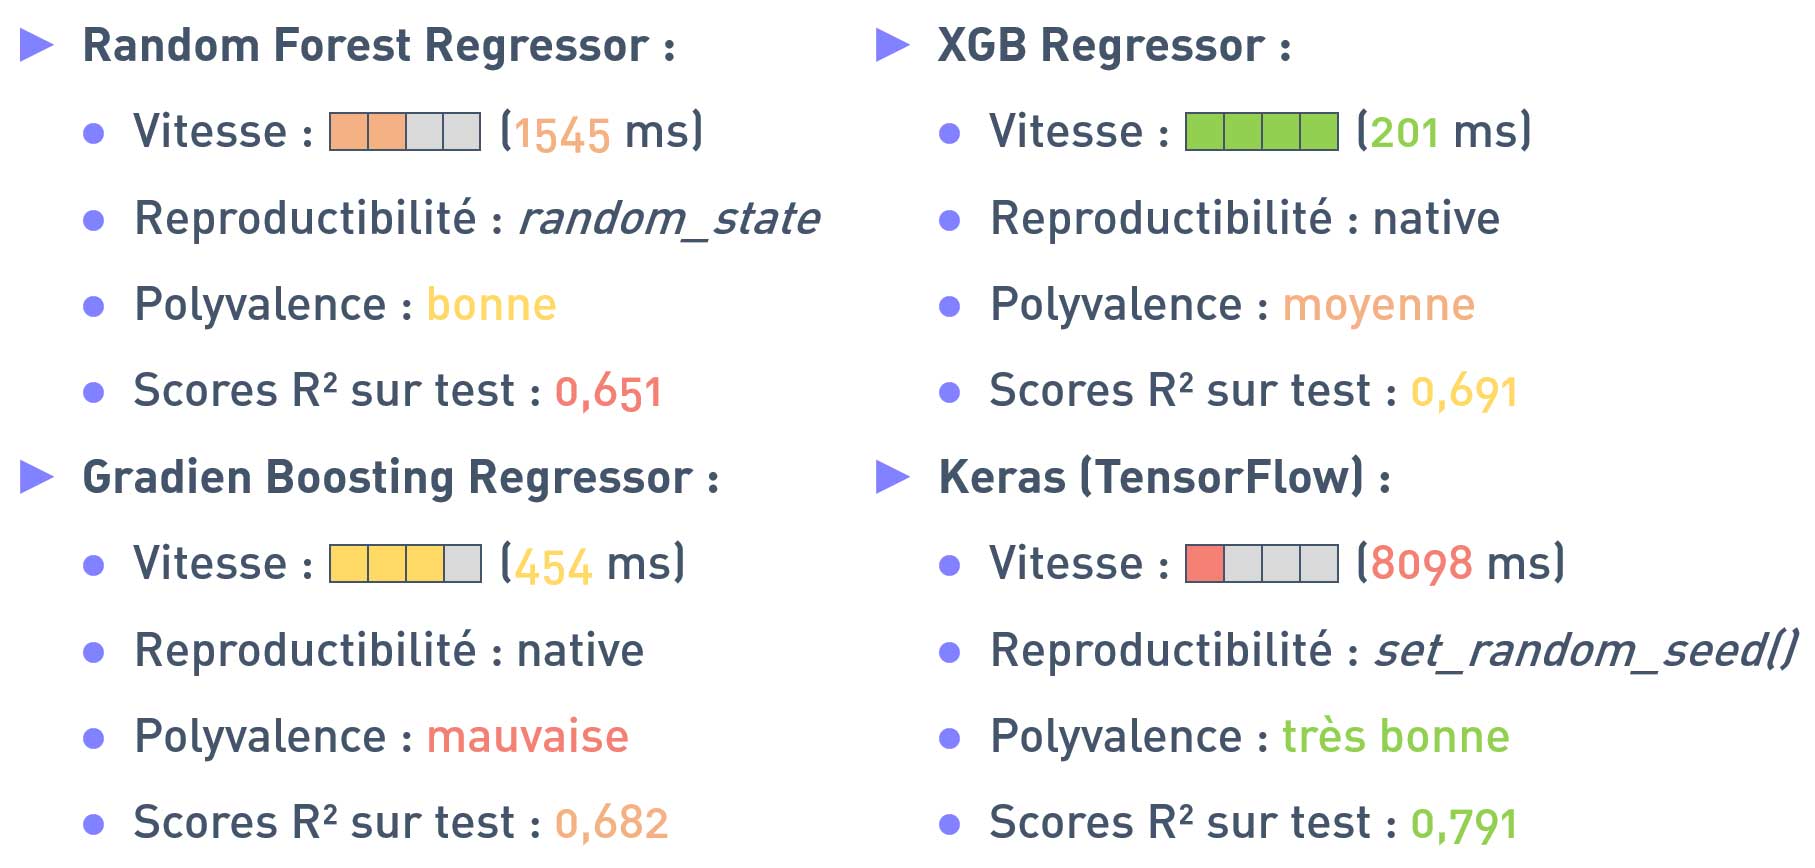 Random Forest Regressor :
Vitesse : (1545 ms)
Reproductibilité : random_state
Polyvalence : bonne
Scores R² sur test : 0,651
Gradien Boosting Regressor :
Vitesse : (454 ms)
Reproductibilité : native
Polyvalence : mauvaise
Scores R² sur test : 0,682
XGB Regressor :
Vitesse : (201 ms)
Reproductibilité : native
Polyvalence : moyenne
Scores R² sur test : 0,691
Keras (TensorFlow) :
Vitesse : (8098 ms)
Reproductibilité : set_random_seed()
Polyvalence : très bonne
Scores R² sur test : 0,791